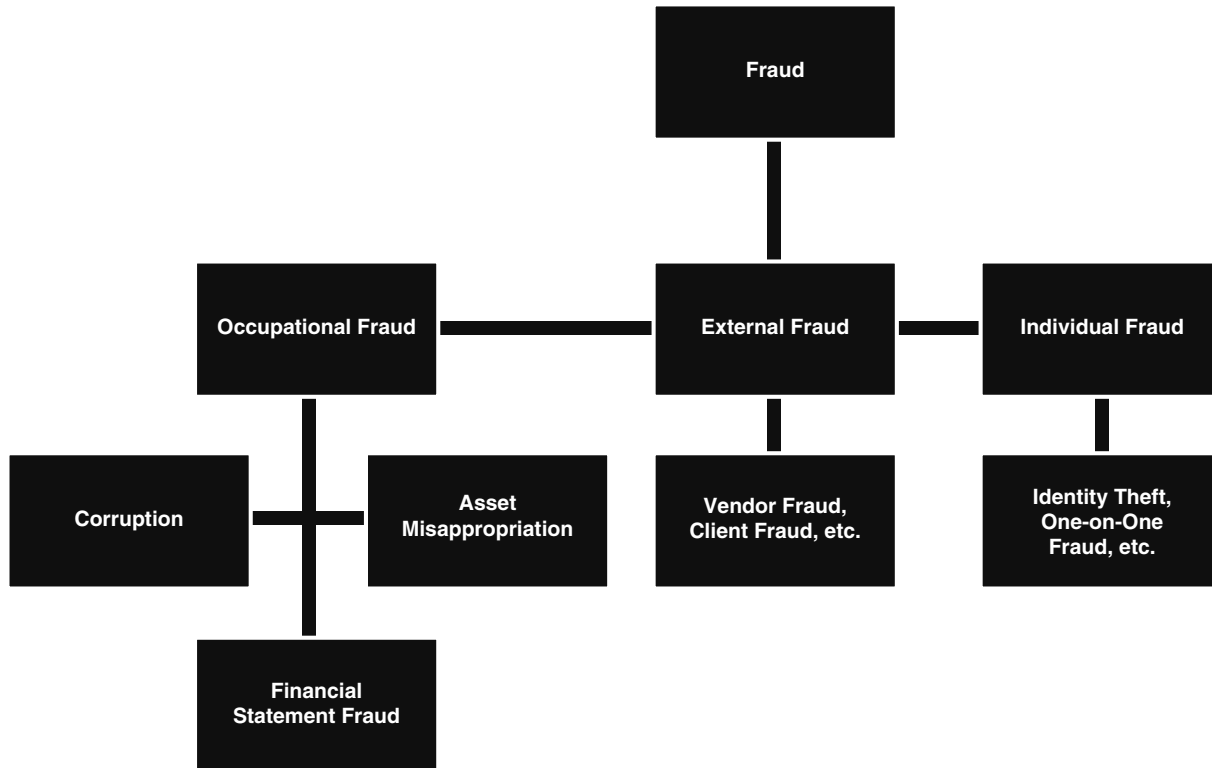 Fraud
Occupational Fraud
External Fraud
Individual Fraud
Corruption
Asset
Misappropriation
Vendor Fraud,
Client Fraud, etc.
Identity Theft,
One-on-One
Fraud, etc.
Financial
Statement Fraud